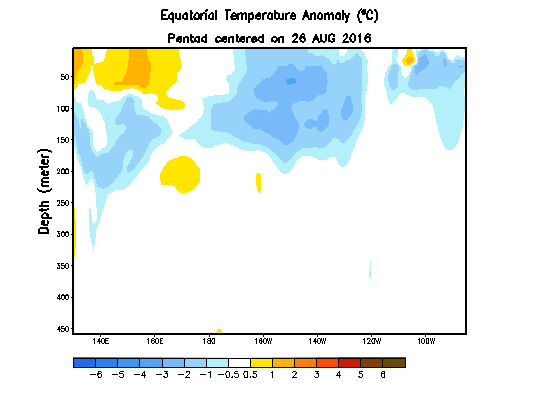 Equatorial Temperature Anomaly (°C)
Pentad centered on 26 AUG 2016
Depth (meter)
50
100
150
200
250
300
350
400
450
140E 160E 180 160W 140W 120W 100W
-6 -5 -4 -3 -2 -1 -0.5 0.5 1 2 3 4 5 6